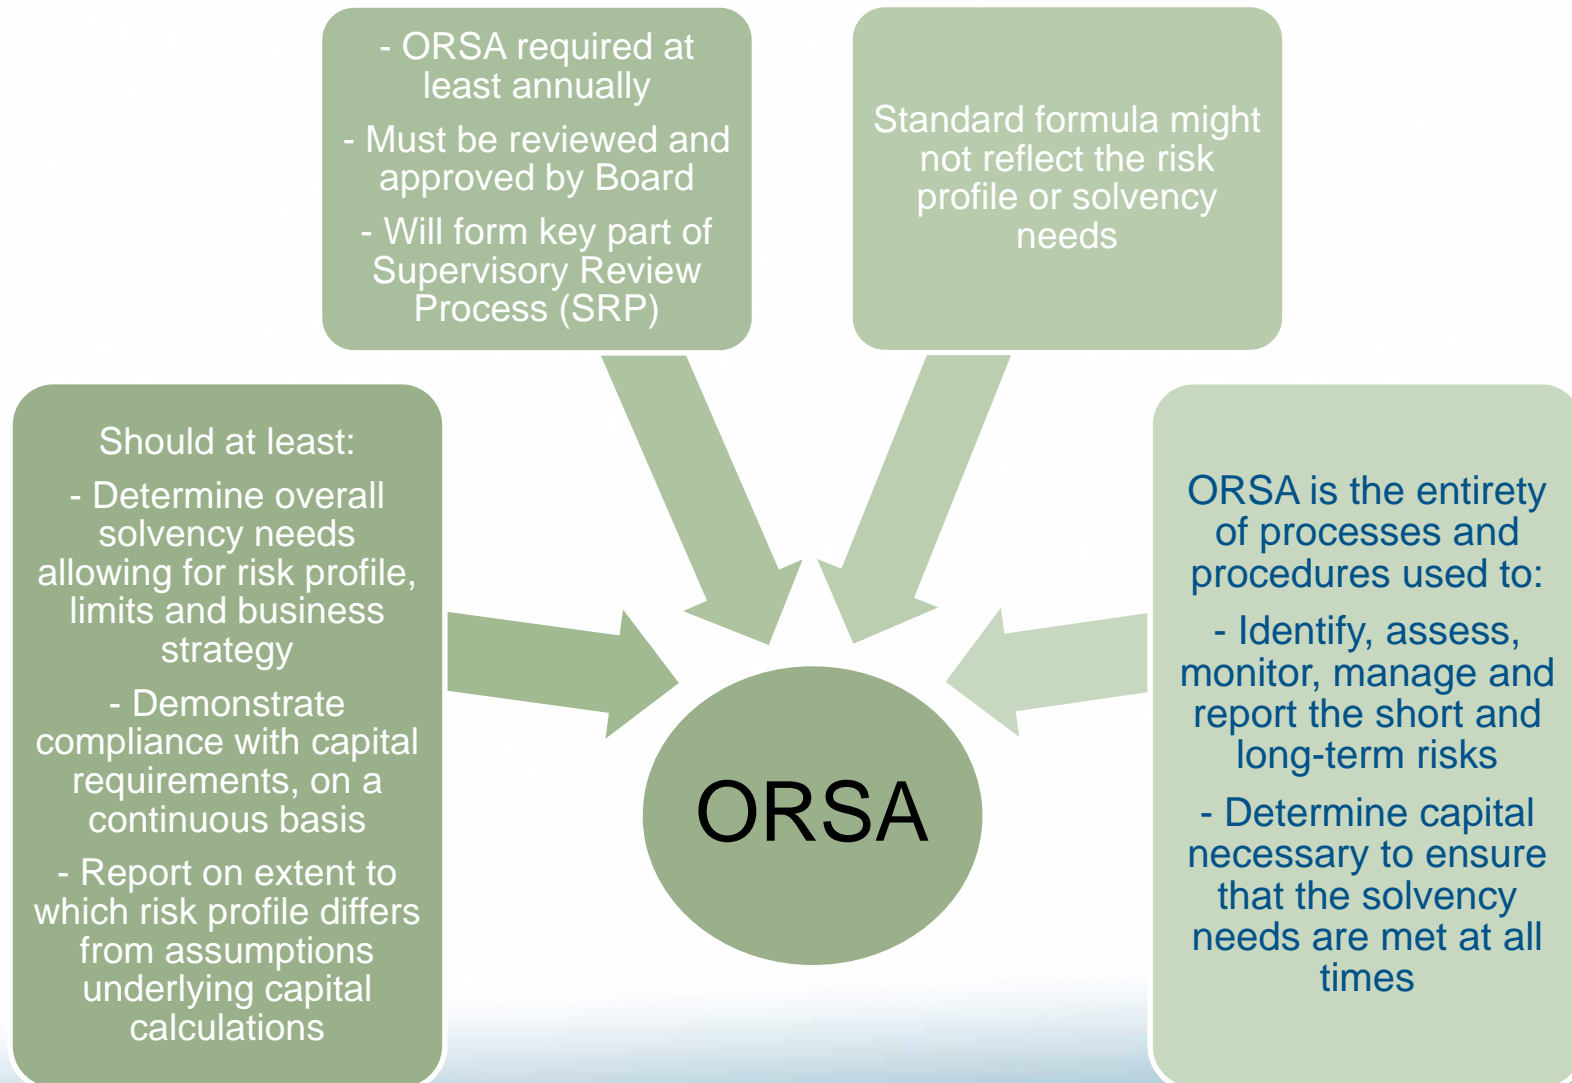 - ORSA required at
least annually
- Must be reviewed and
approved by Board
- Will form key part of
Supervisory Review
Process (SRP)
Standard formula might
not reflect the risk
profile or solvency
needs
Should at least:
- Determine overall
solvency needs
allowing for risk profile,
limits and business
strategy
- Demonstrate
compliance with capital
requirements, on a
continuous basis
- Report on extent to
which risk profile differs
from assumptions
underlying capital
calculations
ORSA is the entirety
of processes and
procedures used to:
- Identify, assess,
monitor, manage and
report the short and
long-term risks
- Determine capital
necessary to ensure
that the solvency
needs are met at all
times
ORSA